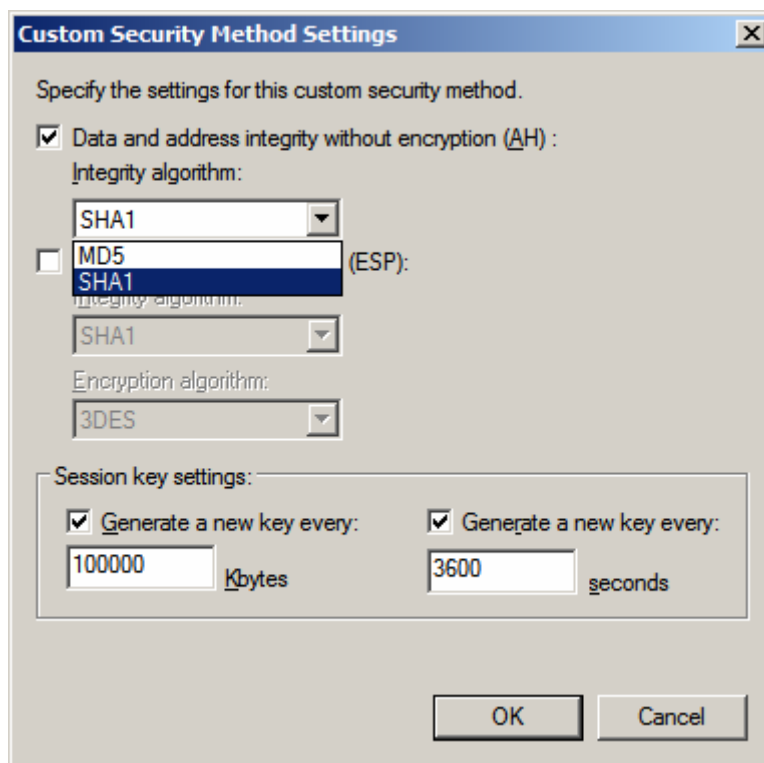 Custom Security Method Settings
Specify the settings for this custom security method.
Data and address integrity without encryption (AH) :
Integrity algorithm:
SHA1
MD5
(ESP):
SHA1
Integrity algorithm:
SHA1
Encryption algorithm:
3DES
Session key settings:
Generate a new key every: Generate a new key every:
100000 Kbytes 3600 seconds
OK Cancel